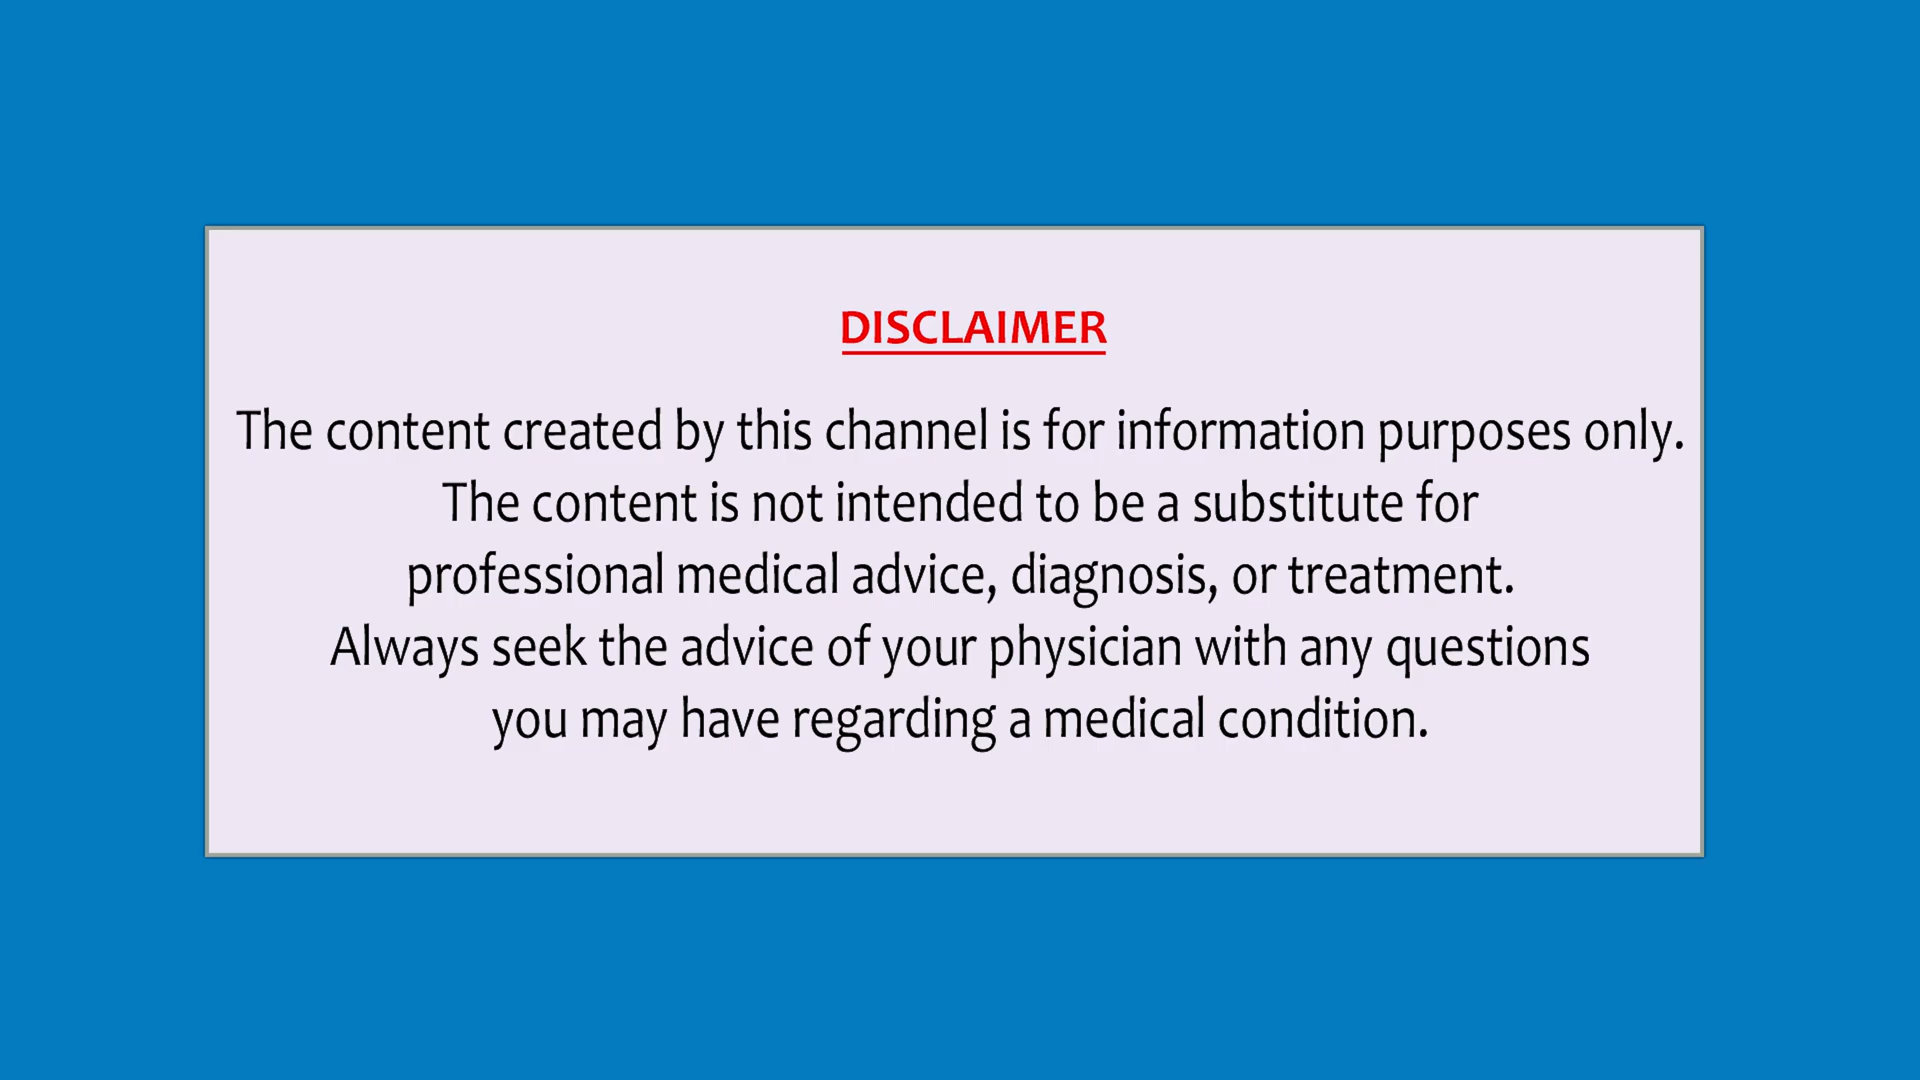 DISCLAIMER
The content created by this channel is for information purposes only.
The content is not intended to be a substitute for
professional medical advice, diagnosis, or treatment.
Always seek the advice of your physician with any questions
you may have regarding a medical condition.